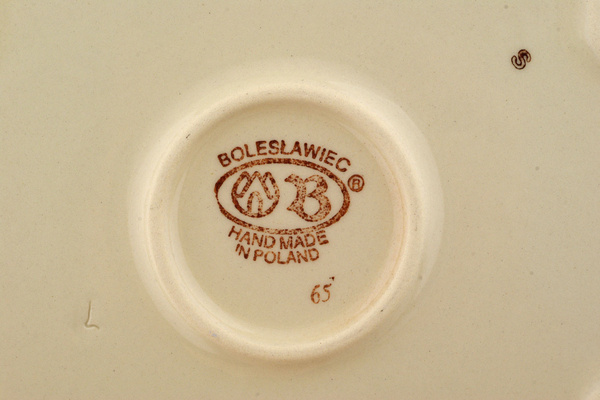 BOLESŁAWIEC
B ®
HAND MADE
IN POLAND
65